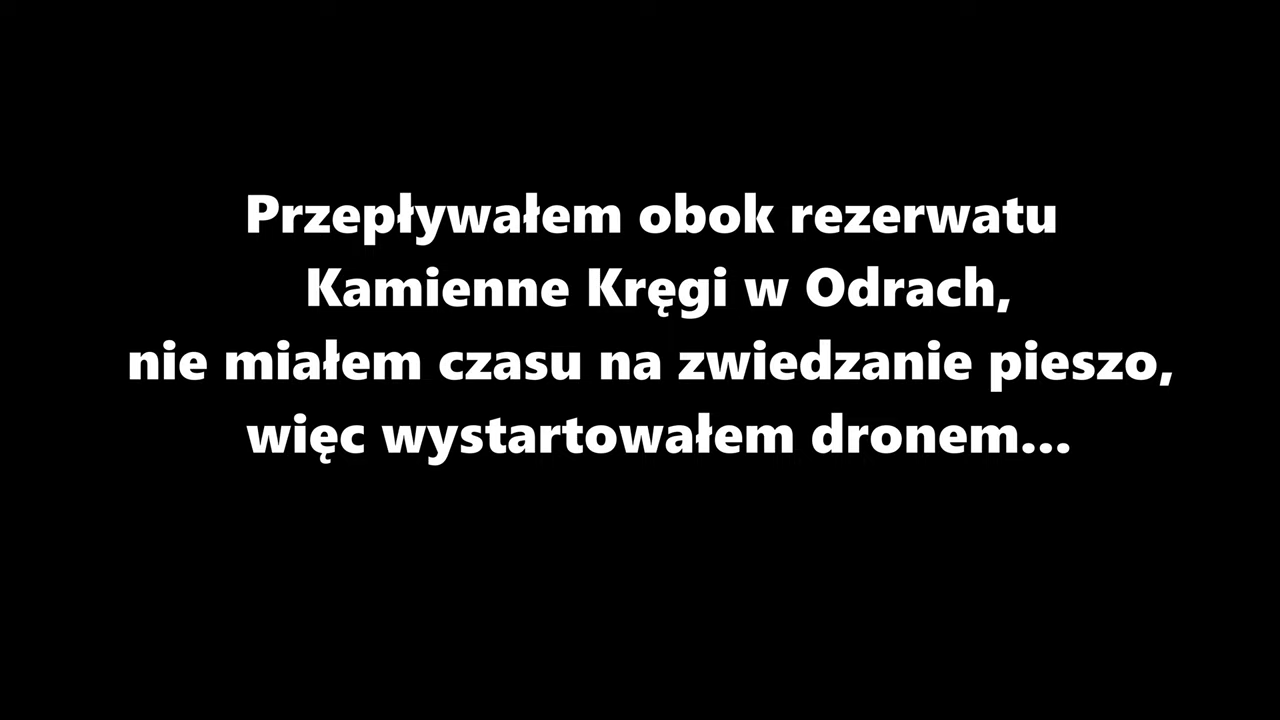 Przepływałem obok rezerwatu
Kamienne Kręgi w Odrach,
nie miałem czasu na zwiedzanie pieszo,
więc wystartowałem dronem...